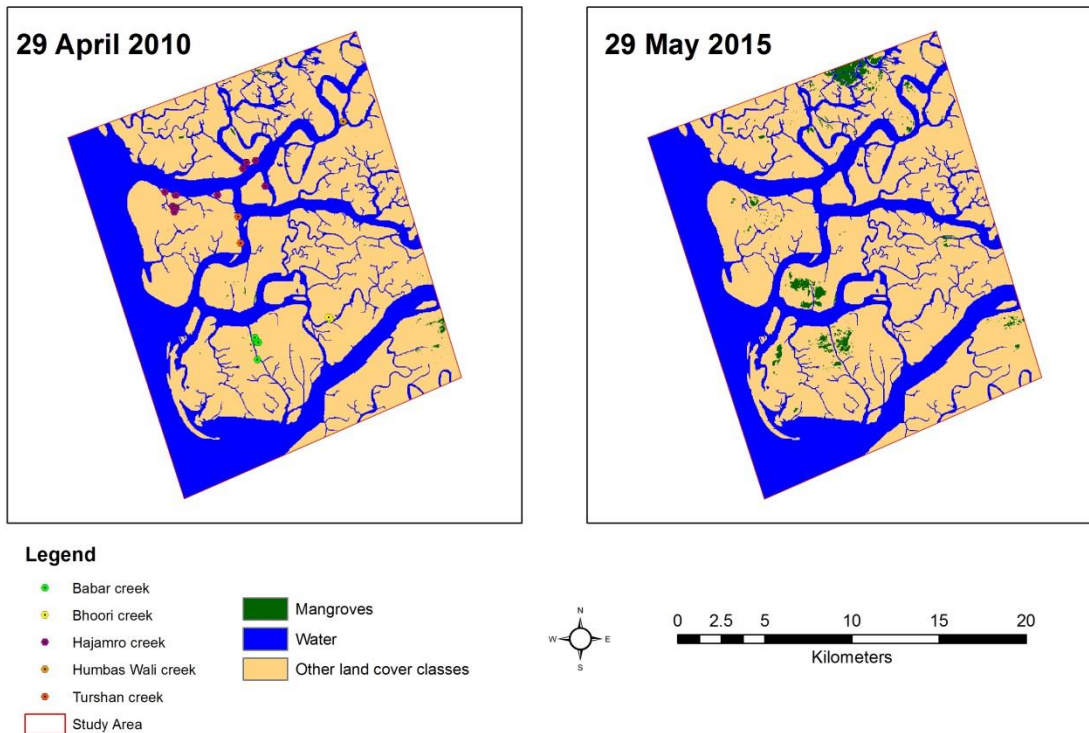 29 April 2010
29 May 2015
Legend
Babar creek
Bhoori creek
Hajamro creek
Humbas Wali creek
Turshan creek
Study Area
Mangroves
Water
Other land cover classes
N
W E
S
0 2.5 5 10 15 20
Kilometers